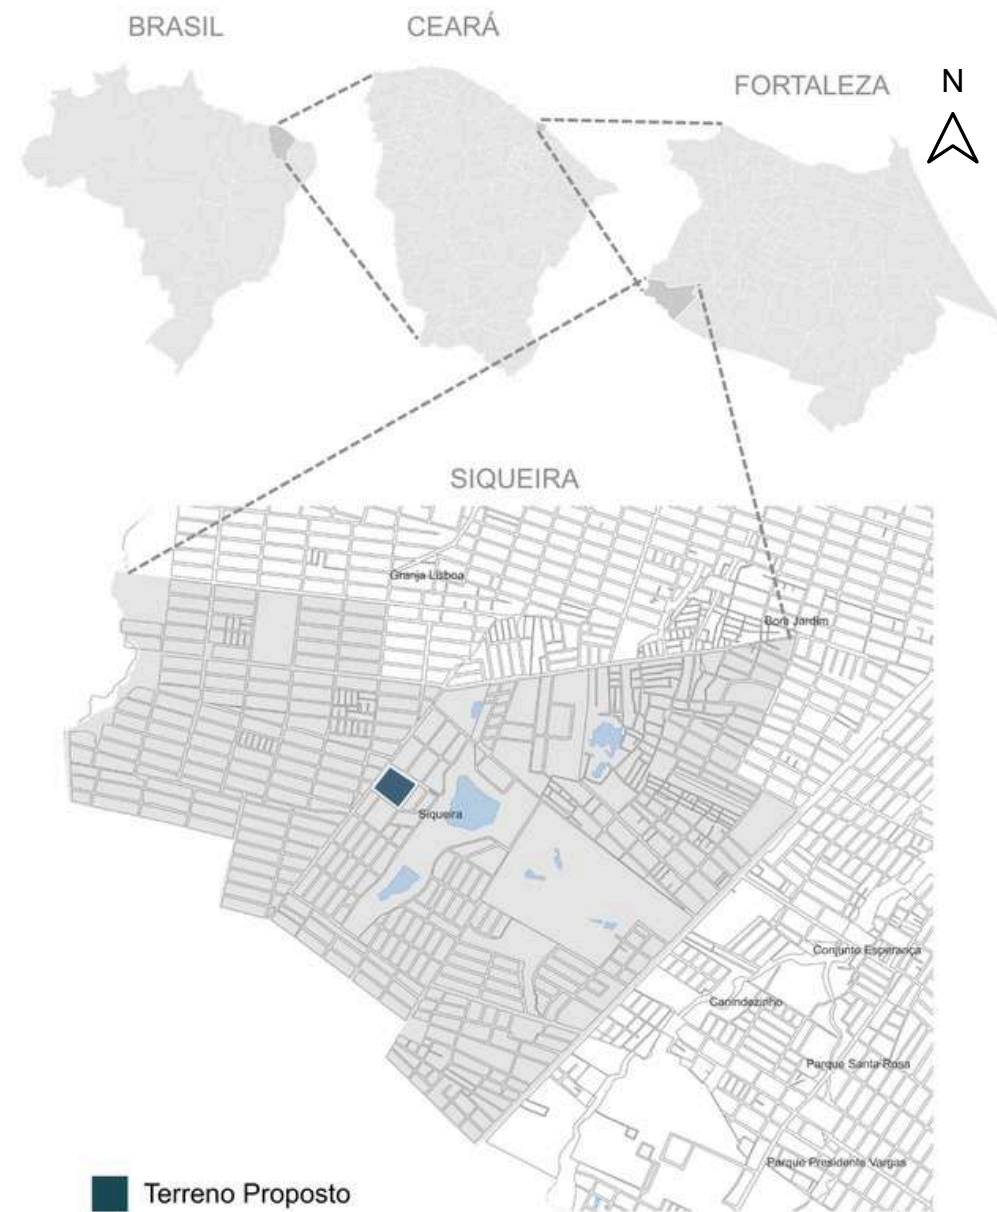 BRASIL
CEARÁ
FORTALEZA
N
SIQUEIRA
Granja Lisboa
Bom Jardim
Siqueira
Conjunto Esperança
Canindezinho
Parque Santa Rosa
Parque Presidente Vargas
Terreno Proposto